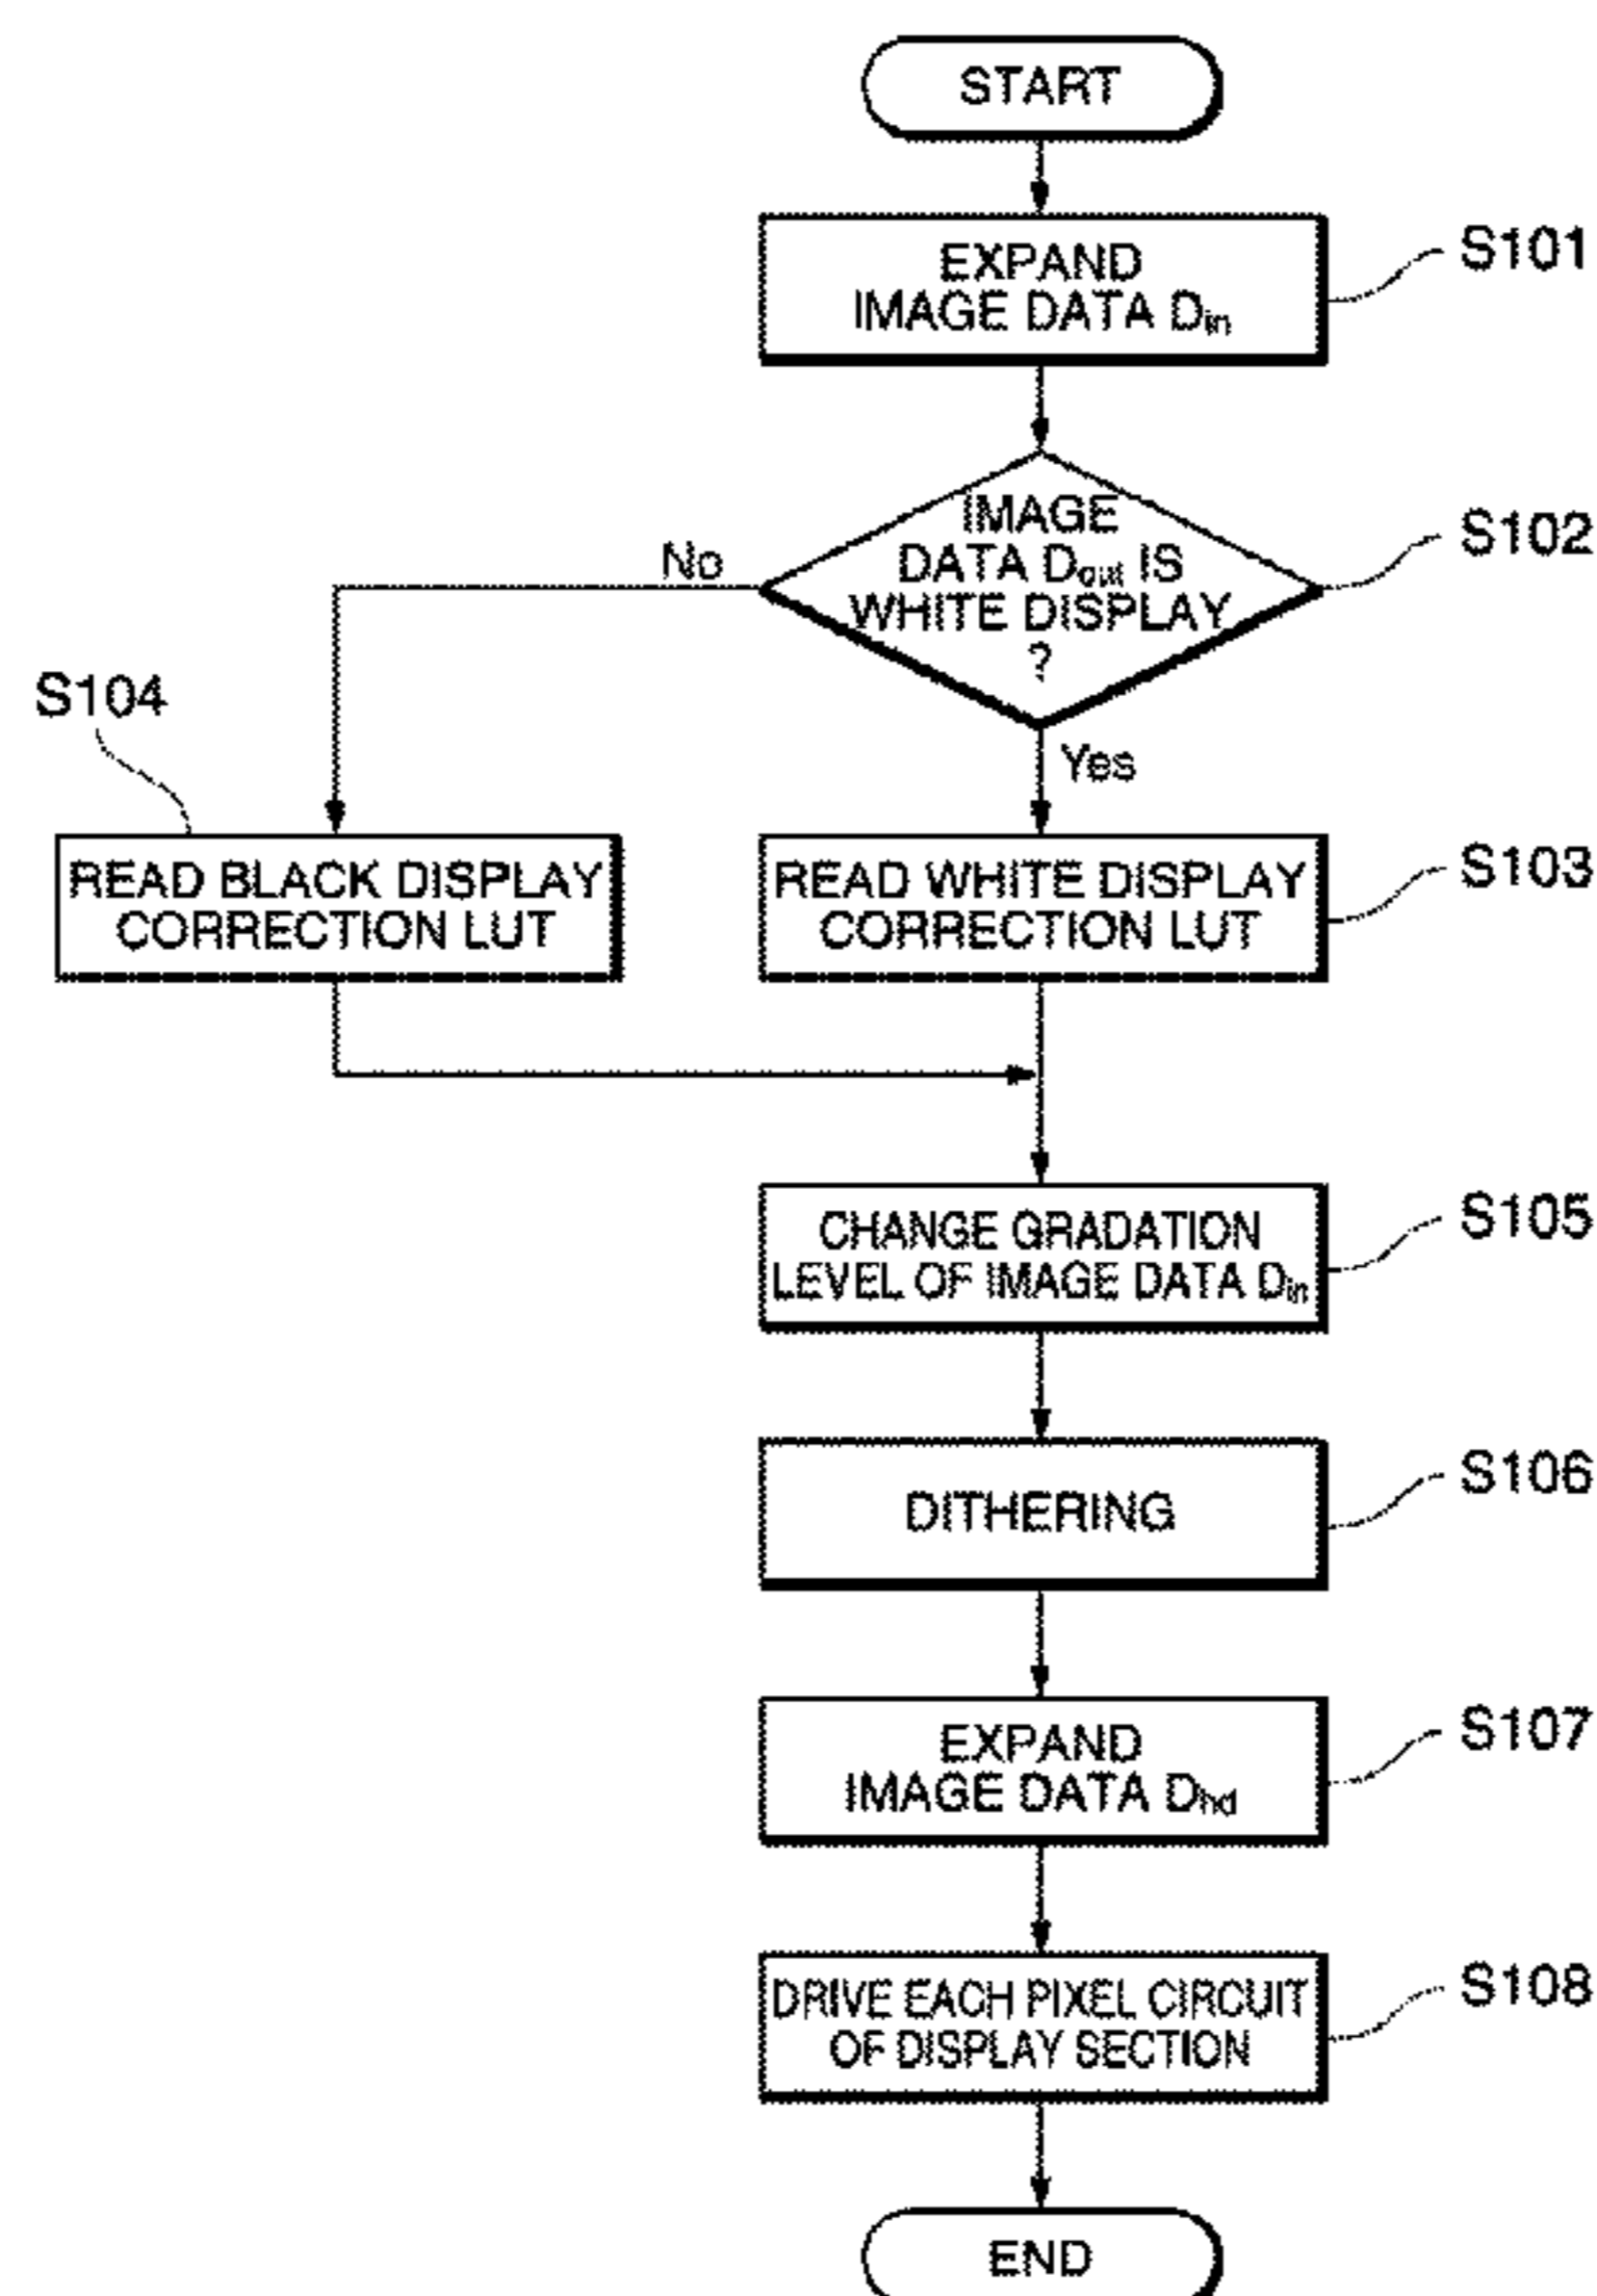 START
EXPAND
IMAGE DATA Din
S101
IMAGE
DATA Dout IS
WHITE DISPLAY
?
S102
No
Yes
S104
READ BLACK DISPLAY
CORRECTION LUT
READ WHITE DISPLAY
CORRECTION LUT
S103
CHANGE GRADATION
LEVEL OF IMAGE DATA Din
S105
DITHERING
S106
EXPAND
IMAGE DATA Dhd
S107
DRIVE EACH PIXEL CIRCUIT
OF DISPLAY SECTION
S108
END